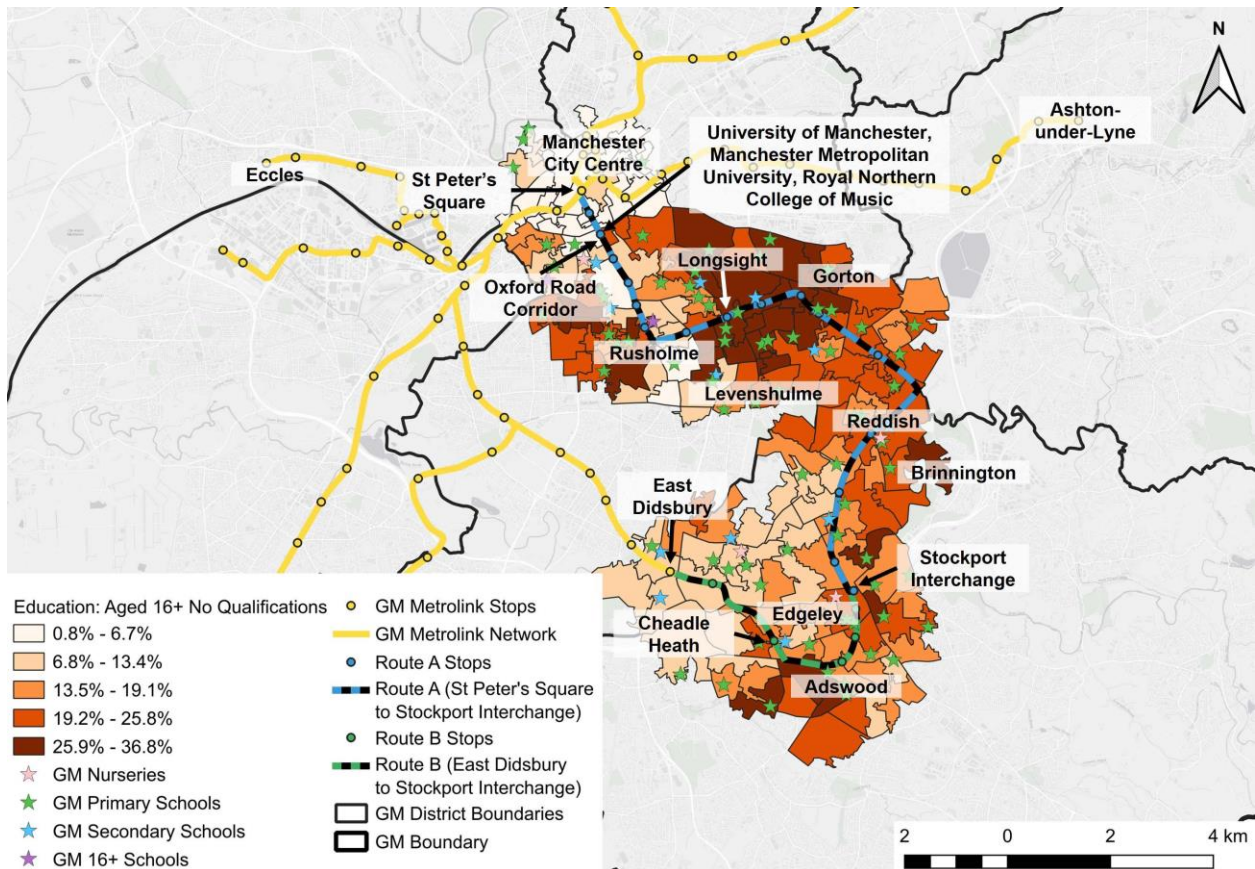 N
Ashton-
under-Lyne
University of Manchester,
Manchester Metropolitan
University, Royal Northern
College of Music
Manchester
City Centre
Eccles
St Peter's
Square
Longsight
Gorton
Oxford Road
Corridor
Rusholme
Levenshulme
Reddish
Brinnington
East
Didsbury
Stockport
Interchange
Edgeley
Cheadle
Heath
Adswood
Education: Aged 16+ No Qualifications
0.8% - 6.7%
6.8% - 13.4%
13.5% - 19.1%
19.2% - 25.8%
25.9% - 36.8%
GM Nurseries
GM Primary Schools
GM Secondary Schools
GM 16+ Schools
GM Metrolink Stops
GM Metrolink Network
Route A Stops
Route A (St Peter's Square
to Stockport Interchange)
Route B Stops
Route B (East Didsbury
to Stockport Interchange)
GM District Boundaries
GM Boundary
2 0 2 4 km